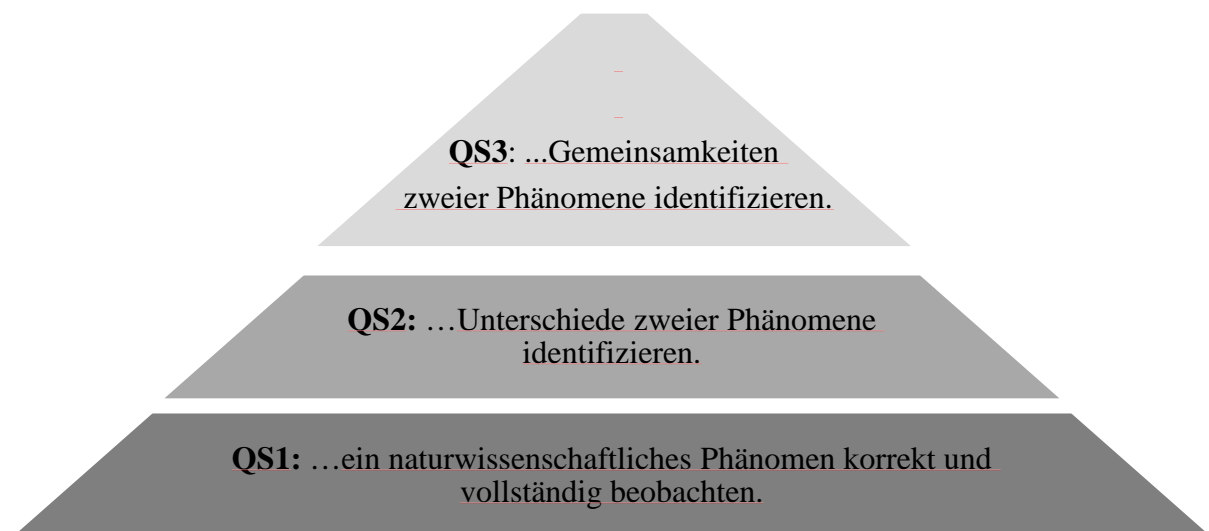 QS3: ...Gemeinsamkeiten
zweier Phänomene identifizieren.
QS2: …Unterschiede zweier Phänomene
identifizieren.
QS1: …ein naturwissenschaftliches Phänomen korrekt und
vollständig beobachten.